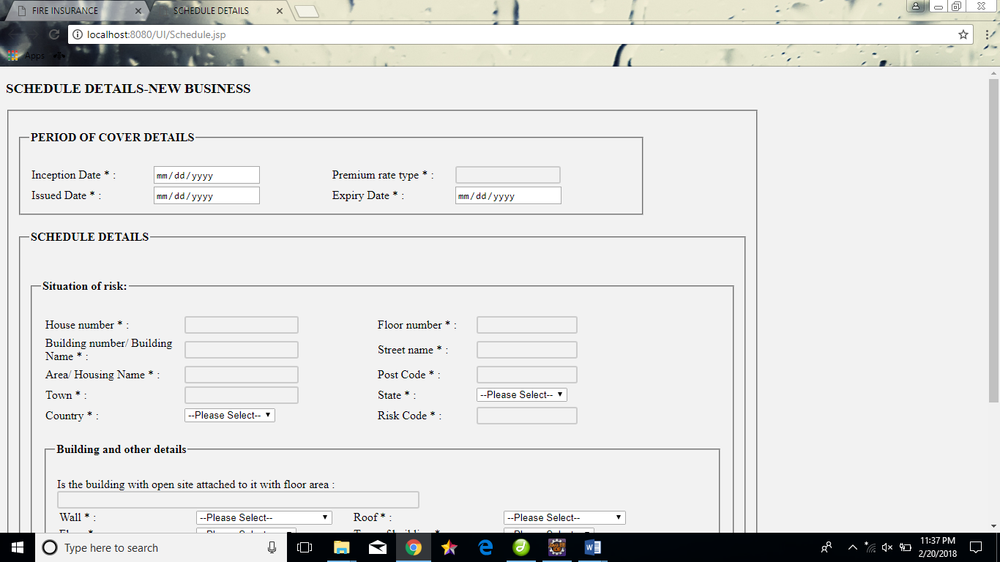 FIRE INSURANCE
SCHEDULE DETAILS
localhost:8080/UI/Schedule.jsp
Apps
SCHEDULE DETAILS-NEW BUSINESS
PERIOD OF COVER DETAILS
Inception Date * : mm/dd/yyyy Premium rate type * :
Issued Date * : mm/dd/yyyy Expiry Date * : mm/dd/yyyy
SCHEDULE DETAILS
Situation of risk:
House number * : Floor number * :
Building number/ Building
Name * : Street name * :
Area/ Housing Name * : Post Code * :
Town * : State * : --Please Select--
Country * : --Please Select-- Risk Code * :
Building and other details
Is the building with open site attached to it with floor area :
Wall * : --Please Select-- Roof * : --Please Select--
Type here to search
11:37 PM
2/20/2018